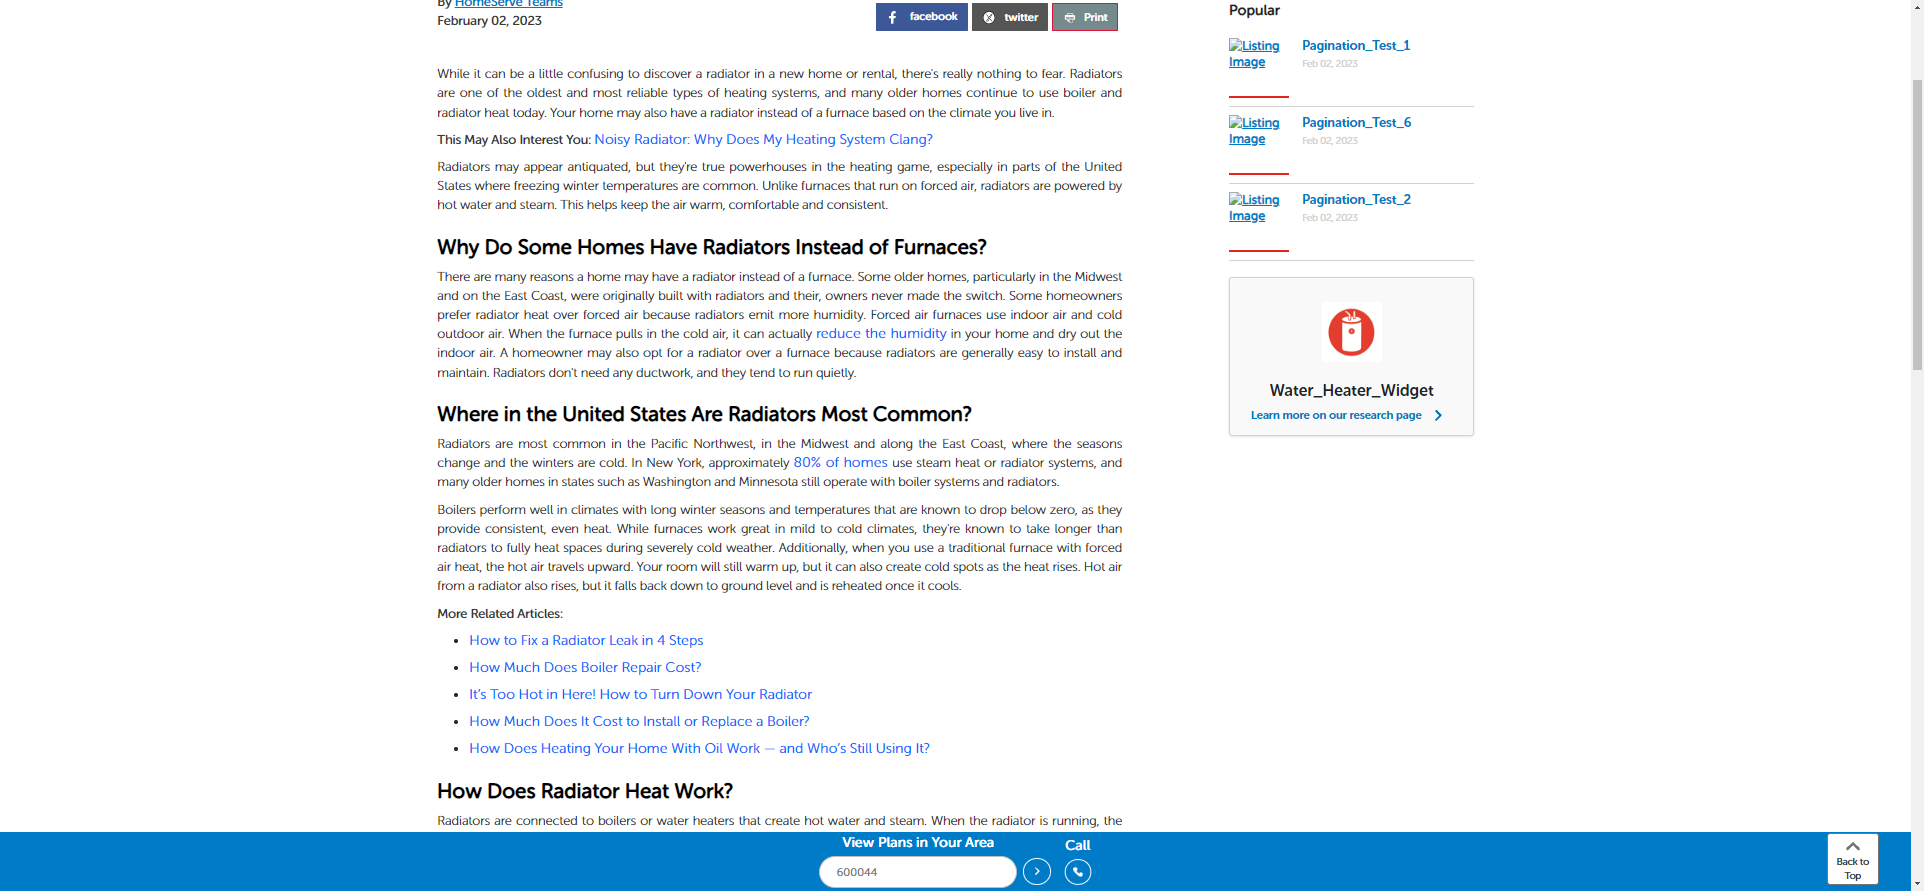 By HomeServe Teams
February 02, 2023
facebook
twitter
Print
While it can be a little confusing to discover a radiator in a new home or rental, there's really nothing to fear. Radiators
are one of the oldest and most reliable types of heating systems, and many older homes continue to use boiler and
radiator heat today. Your home may also have a radiator instead of a furnace based on the climate you live in.
This May Also Interest You: Noisy Radiator: Why Does My Heating System Clang?
Radiators may appear antiquated, but they're true powerhouses in the heating game, especially in parts of the United
States where freezing winter temperatures are common. Unlike furnaces that run on forced air, radiators are powered by
hot water and steam. This helps keep the air warm, comfortable and consistent.
Why Do Some Homes Have Radiators Instead of Furnaces?
There are many reasons a home may have a radiator instead of a furnace. Some older homes, particularly in the Midwest
and on the East Coast, were originally built with radiators and their, owners never made the switch. Some homeowners
prefer radiator heat over forced air because radiators emit more humidity. Forced air furnaces use indoor air and cold
outdoor air. When the furnace pulls in the cold air, it can actually reduce the humidity in your home and dry out the
indoor air. A homeowner may also opt for a radiator over a furnace because radiators are generally easy to install and
maintain. Radiators don't need any ductwork, and they tend to run quietly.
Where in the United States Are Radiators Most Common?
Radiators are most common in the Pacific Northwest, in the Midwest and along the East Coast, where the seasons
change and the winters are cold. In New York, approximately 80% of homes use steam heat or radiator systems, and
many older homes in states such as Washington and Minnesota still operate with boiler systems and radiators.
Boilers perform well in climates with long winter seasons and temperatures that are known to drop below zero, as they
provide consistent, even heat. While furnaces work great in mild to cold climates, they're known to take longer than
radiators to fully heat spaces during severely cold weather. Additionally, when you use a traditional furnace with forced
air heat, the hot air travels upward. Your room will still warm up, but it can also create cold spots as the heat rises. Hot air
from a radiator also rises, but it falls back down to ground level and is reheated once it cools.
More Related Articles:
• How to Fix a Radiator Leak in 4 Steps
• How Much Does Boiler Repair Cost?
• It's Too Hot in Here! How to Turn Down Your Radiator
• How Much Does It Cost to Install or Replace a Boiler?
• How Does Heating Your Home With Oil Work — and Who's Still Using It?
How Does Radiator Heat Work?
Radiators are connected to boilers or water heaters that create hot water and steam. When the radiator is running, the
Popular
Listing
Image
Pagination_Test_1
Feb 02, 2023
Listing
Image
Pagination_Test_6
Feb 02, 2023
Listing
Image
Pagination_Test_2
Feb 02, 2023
Water_Heater_Widget
Learn more on our research page
View Plans in Your Area
600044
Call
Back to
Top